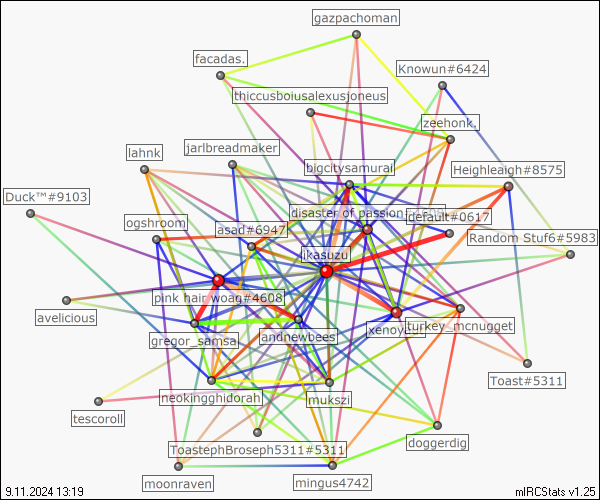 gazpachoman
facadas.
Knowun#6424
thiccusboiusalexusjoneus
zeehonk.
jarlbreadmaker
lahnk
bigcitysamurai
Heighleaigh#8575
Duck™#9103
disaster of passion
default#0617
ogshroom
asad#6947
Random Stuf6#5983
likasuzu
pink hair woag#4608
avelicious
turkey_mcnugget
gregor_samsa.
andnewbees
Toast#5311
neokingghidorah
mukszi
tescoroll
doggerdig
ToastephBroseph5311#5311
moonraven
mingus4742
9.11.2024 13:19
mIRCStats v1.25